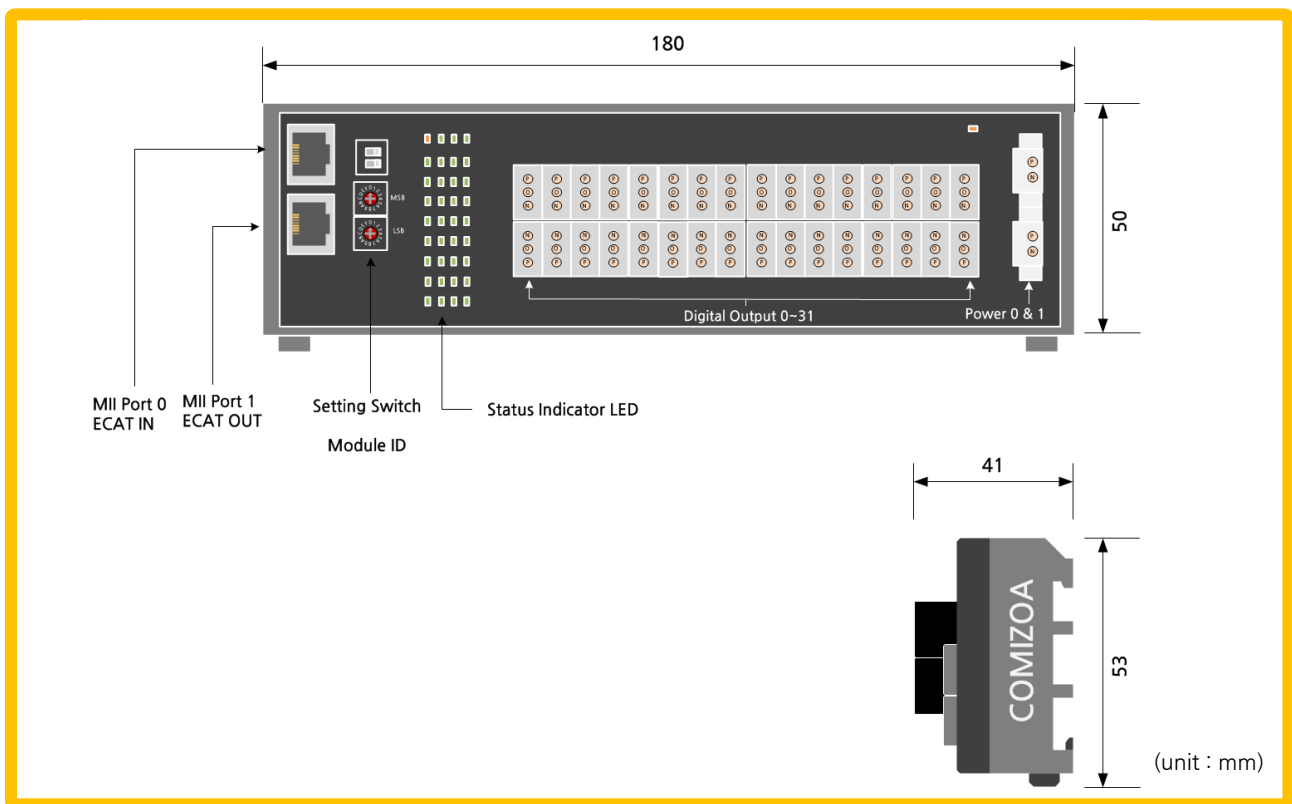 180
MSB
LSB
P P P P P P P P P P P P P P P P
O O O O O O O O O O O O O O O O
N N N N N N N N N N N N N N N N
N N N N N N N N N N N N N N N N
O O O O O O O O O O O O O O O O
P P P P P P P P P P P P P P P P
P
N
P
N
50
Digital Output 0~31
Power 0 & 1
MII Port 0
ECAT IN
MII Port 1
ECAT OUT
Setting Switch
Module ID
Status Indicator LED
41
COMIZOA
53
(unit : mm)